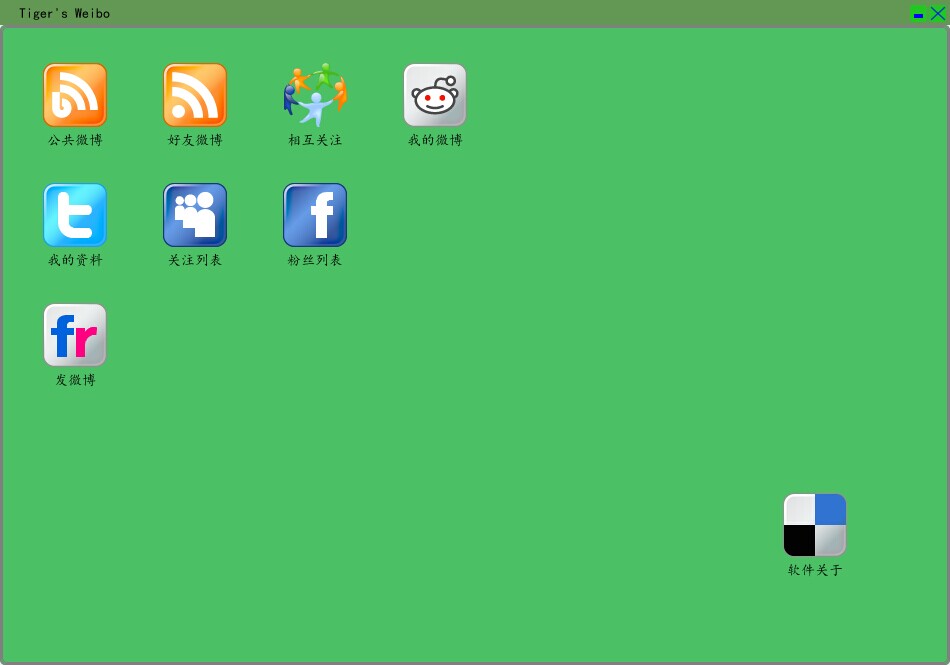 Tiger's Weibo
公共微博
好友微博
相互关注
我的微博
我的资料
关注列表
粉丝列表
发微博
软件关于